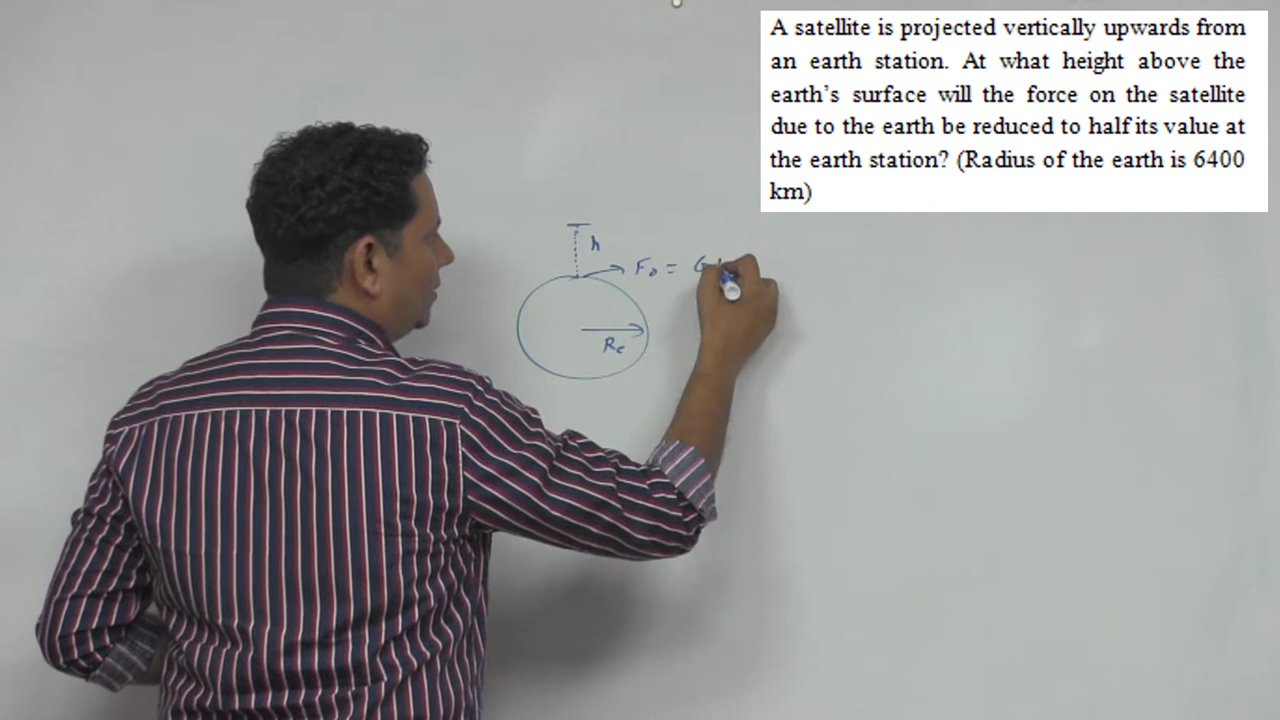 A satellite is projected vertically upwards from
an earth station. At what height above the
earth's surface will the force on the satellite
due to the earth be reduced to half its value at
the earth station? (Radius of the earth is 6400
km)
h
F₀ = G
Rₑ